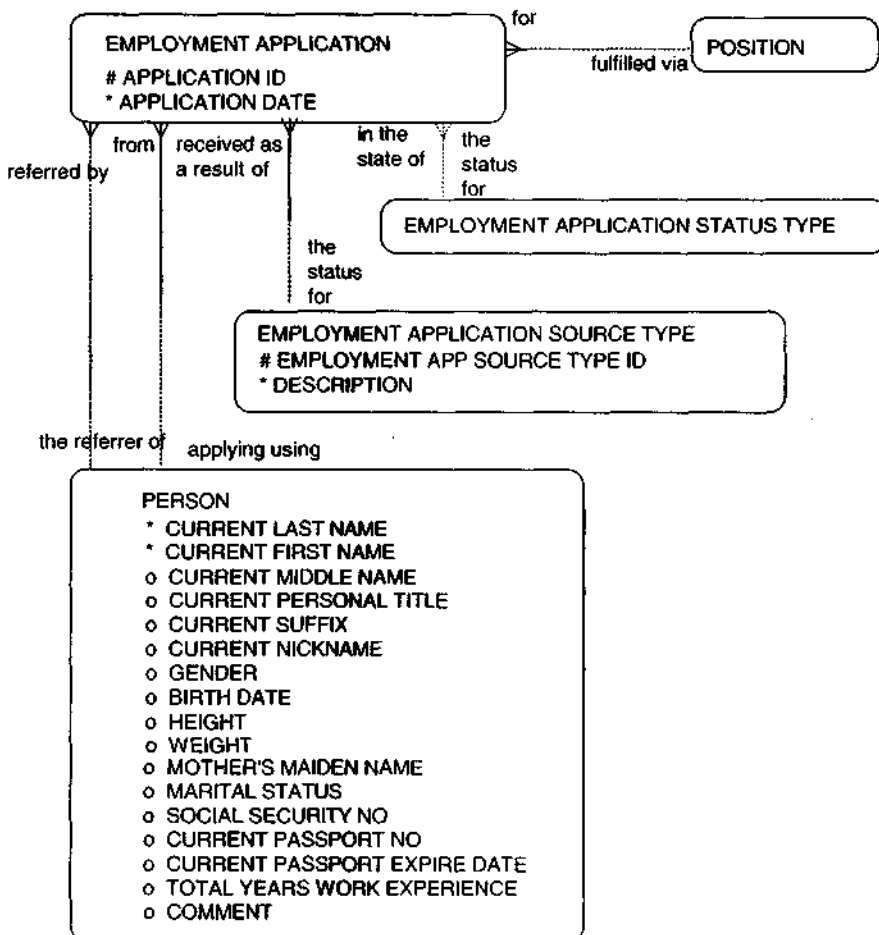 EMPLOYMENT APPLICATION
# APPLICATION ID
* APPLICATION DATE
for
fulfilled via
POSITION
referred by
from
received as
a result of
in the
state of
the
status
for
EMPLOYMENT APPLICATION STATUS TYPE
the
status
for
EMPLOYMENT APPLICATION SOURCE TYPE
# EMPLOYMENT APP SOURCE TYPE ID
* DESCRIPTION
the referrer of
applying using
PERSON
* CURRENT LAST NAME
* CURRENT FIRST NAME
o CURRENT MIDDLE NAME
o CURRENT PERSONAL TITLE
o CURRENT SUFFIX
o CURRENT NICKNAME
o GENDER
o BIRTH DATE
o HEIGHT
o WEIGHT
o MOTHER'S MAIDEN NAME
o MARITAL STATUS
o SOCIAL SECURITY NO
o CURRENT PASSPORT NO
o CURRENT PASSPORT EXPIRE DATE
o TOTAL YEARS WORK EXPERIENCE
o COMMENT